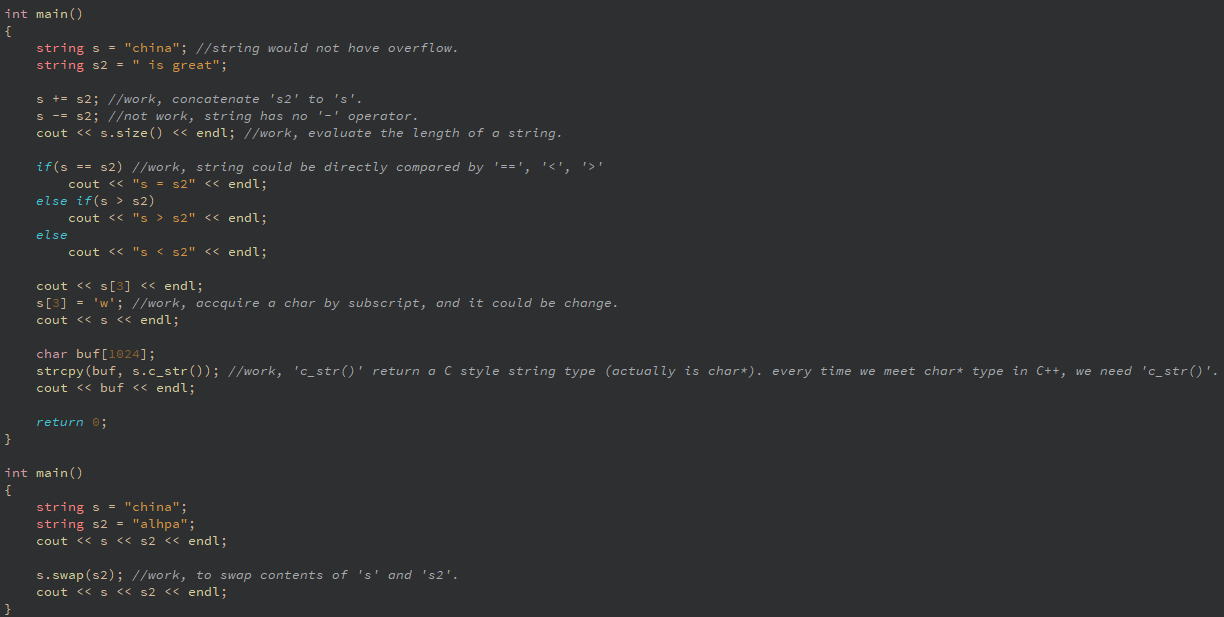 int main()
{
    string s = "china"; //string would not have overflow.
    string s2 = " is great";

    s += s2; //work, concatenate 's2' to 's'.
    s -= s2; //not work, string has no '-' operator.
    cout << s.size() << endl; //work, evaluate the length of a string.

    if(s == s2) //work, string could be directly compared by '==', '<', '>'
        cout << "s = s2" << endl;
    else if(s > s2)
        cout << "s > s2" << endl;
    else
        cout << "s < s2" << endl;

    cout << s[3] << endl;
    s[3] = 'w'; //work, accquire a char by subscript, and it could be change.
    cout << s << endl;

    char buf[1024];
    strcpy(buf, s.c_str()); //work, 'c_str()' return a C style string type (actually is char*). every time we meet char* type in C++, we need 'c_str()'.
    cout << buf << endl;

    return 0;
}

int main()
{
    string s = "china";
    string s2 = "alhpa";
    cout << s << s2 << endl;

    s.swap(s2); //work, to swap contents of 's' and 's2'.
    cout << s << s2 << endl;
}